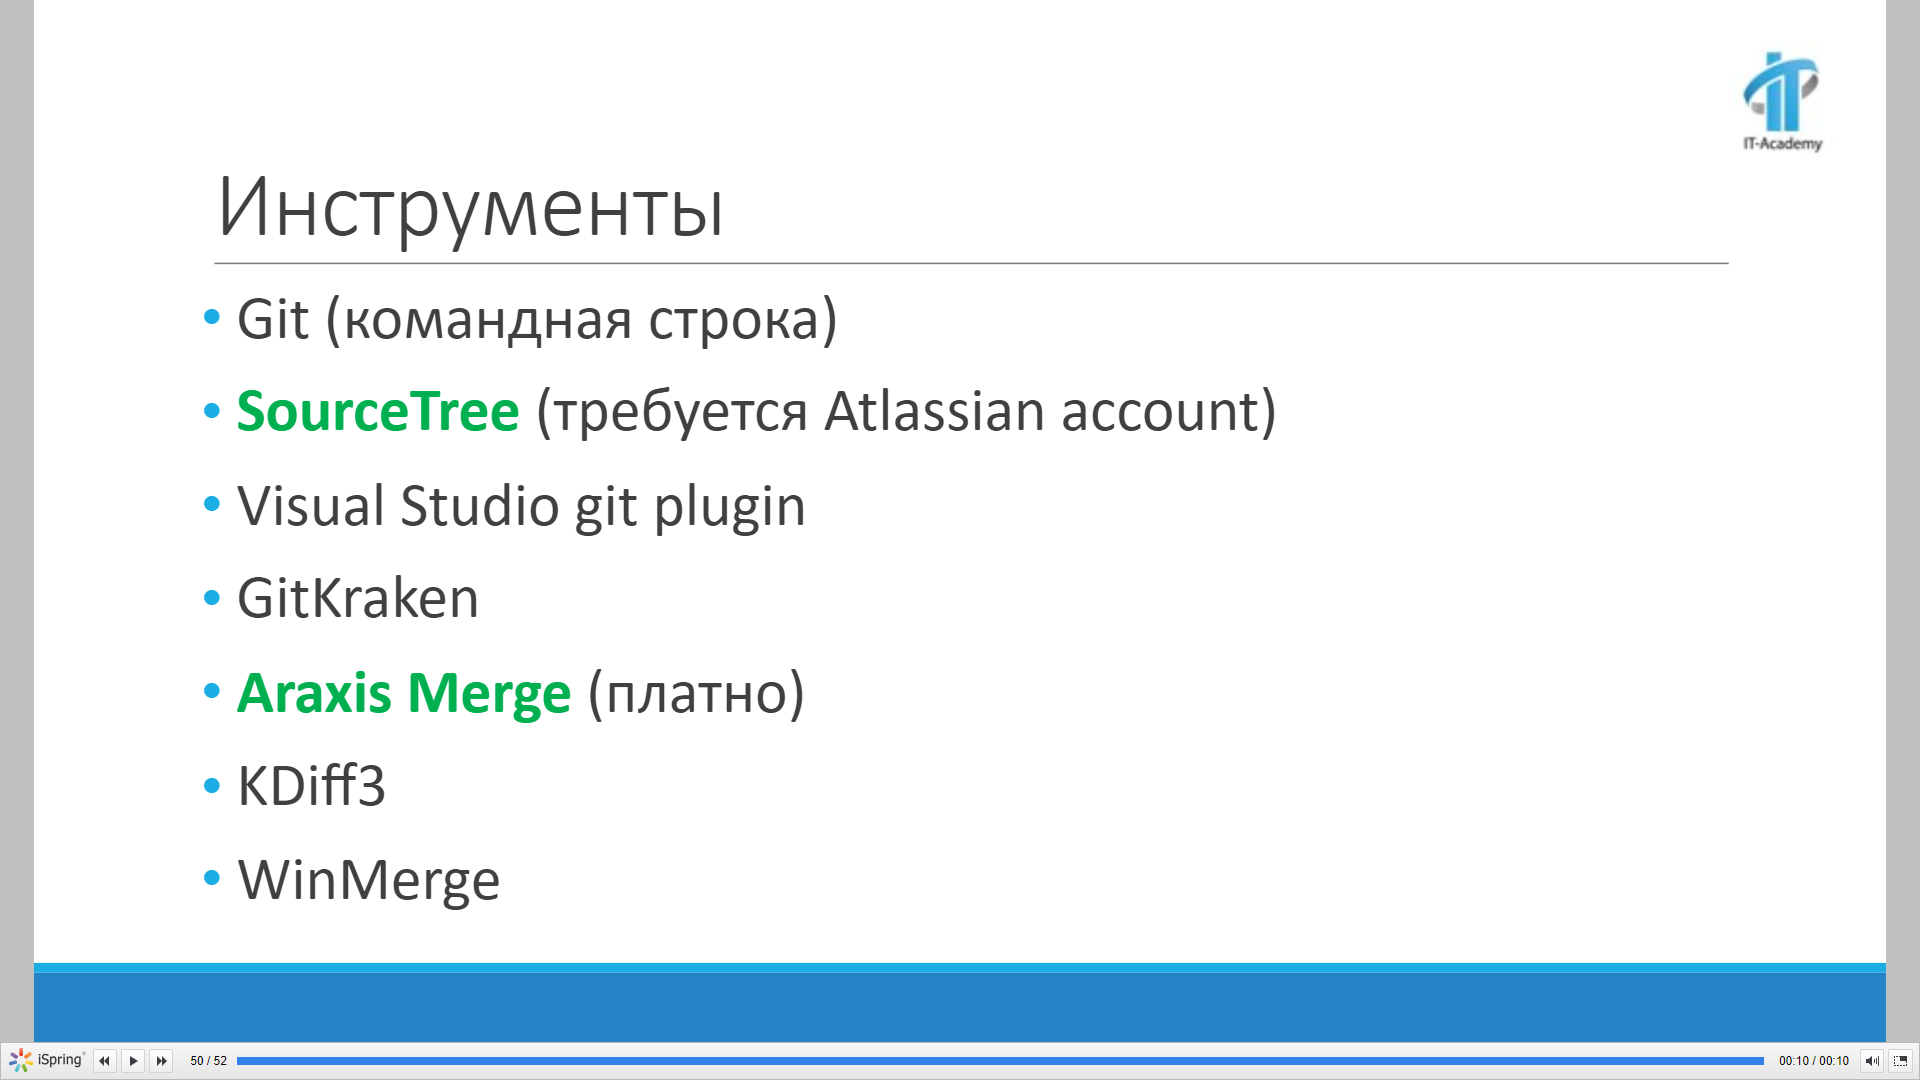 IT-Academy
Инструменты
• Git (командная строка)
• SourceTree (требуется Atlassian account)
• Visual Studio git plugin
• GitKraken
• Araxis Merge (платно)
• KDiff3
• WinMerge
iSpring 50 / 52 00:10 / 00:10